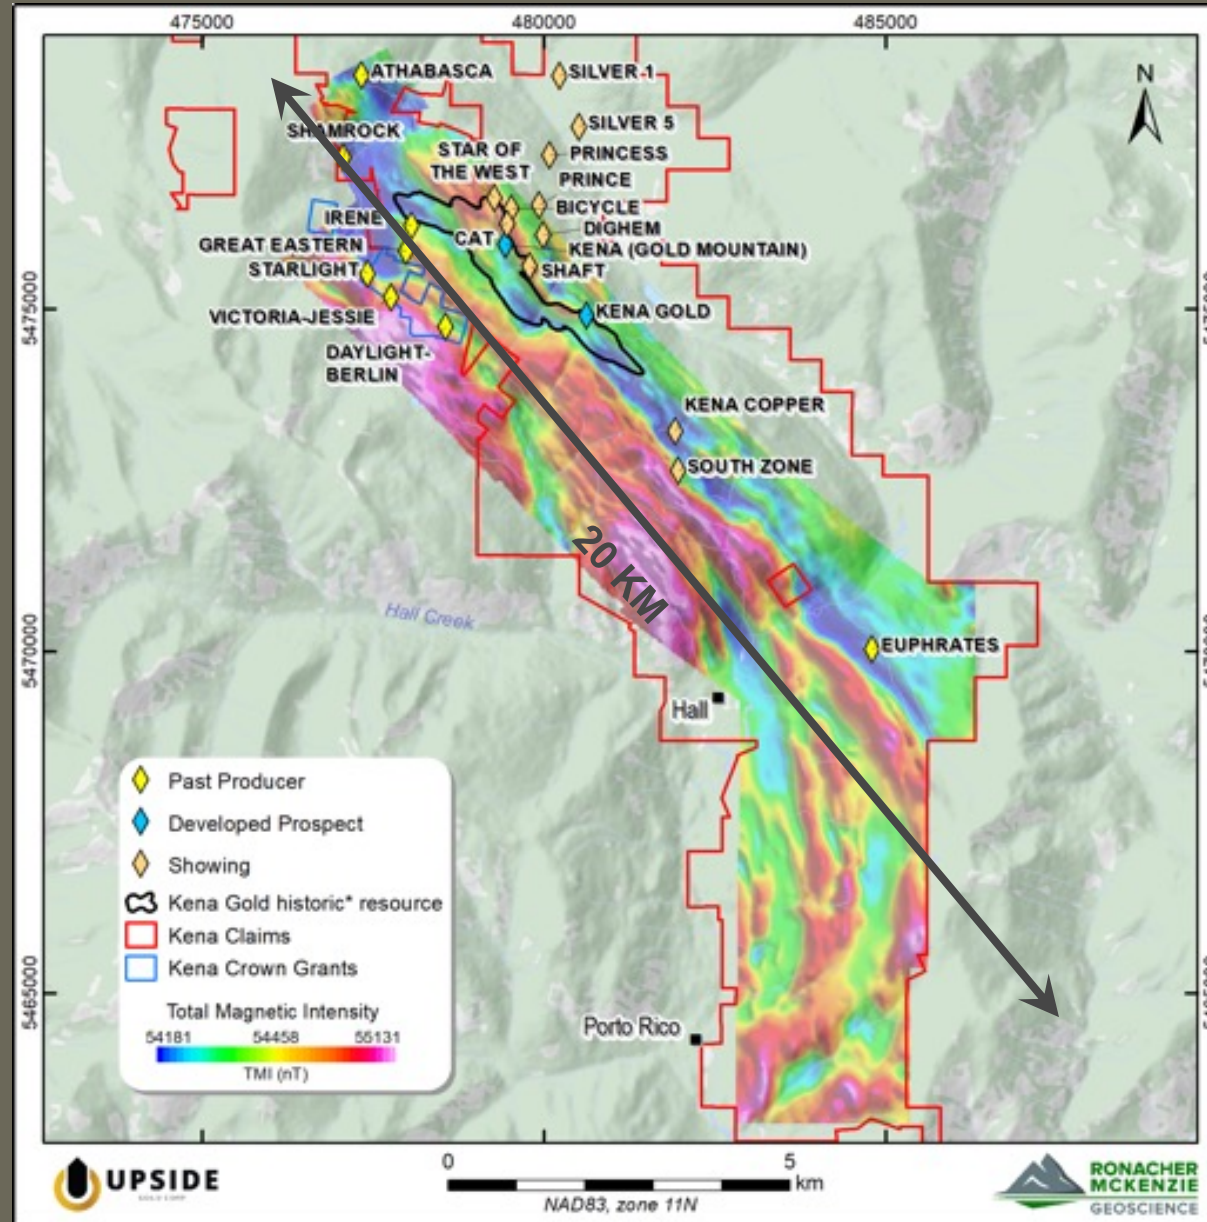 475000
480000
485000
N
ATHABASCA
SILVER 1
SHAMROCK
SILVER 5
STAR OF
THE WEST
PRINCESS
PRINCE
IRENE
BICYCLE
DIGHEM
CAT
KENA (GOLD MOUNTAIN)
GREAT EASTERN
STARLIGHT
SHAFT
5475000
VICTORIA-JESSIE
KENA GOLD
DAYLIGHT-
BERLIN
KENA COPPER
SOUTH ZONE
20 KM
Hall Creek
5470000
EUPHRATES
Hall
Past Producer
Developed Prospect
Showing
Kena Gold historic* resource
Kena Claims
Kena Crown Grants
5465000
Total Magnetic Intensity
54181 54458 55131
TMI (nT)
Porto Rico
0 5
km
NAD83, zone 11N
UPSIDE
GOLD CORP
RONACHER
MCKENZIE
GEOSCIENCE